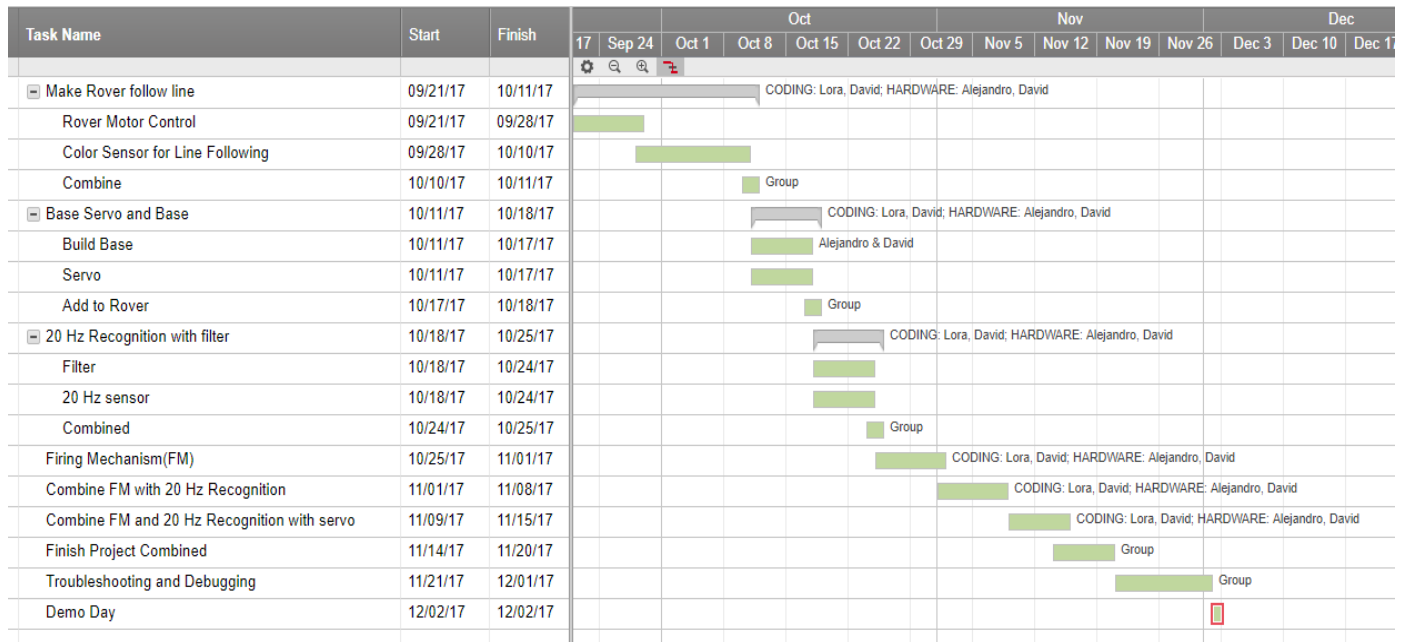 Oct Nov Dec
Task Name Start Finish
17 Sep 24 Oct 1 Oct 8 Oct 15 Oct 22 Oct 29 Nov 5 Nov 12 Nov 19 Nov 26 Dec 3 Dec 10 Dec 17
Make Rover follow line 09/21/17 10/11/17 CODING: Lora, David; HARDWARE: Alejandro, David
Rover Motor Control 09/21/17 09/28/17
Color Sensor for Line Following 09/28/17 10/10/17
Combine 10/10/17 10/11/17 Group
Base Servo and Base 10/11/17 10/18/17 CODING: Lora, David; HARDWARE: Alejandro, David
Build Base 10/11/17 10/17/17 Alejandro & David
Servo 10/11/17 10/17/17
Add to Rover 10/17/17 10/18/17 Group
20 Hz Recognition with filter 10/18/17 10/25/17 CODING: Lora, David; HARDWARE: Alejandro, David
Filter 10/18/17 10/24/17
20 Hz sensor 10/18/17 10/24/17
Combined 10/24/17 10/25/17 Group
Firing Mechanism(FM) 10/25/17 11/01/17 CODING: Lora, David; HARDWARE: Alejandro, David
Combine FM with 20 Hz Recognition 11/01/17 11/08/17 CODING: Lora, David; HARDWARE: Alejandro, David
Combine FM and 20 Hz Recognition with servo 11/09/17 11/15/17 CODING: Lora, David; HARDWARE: Alejandro, David
Finish Project Combined 11/14/17 11/20/17 Group
Troubleshooting and Debugging 11/21/17 12/01/17 Group
Demo Day 12/02/17 12/02/17